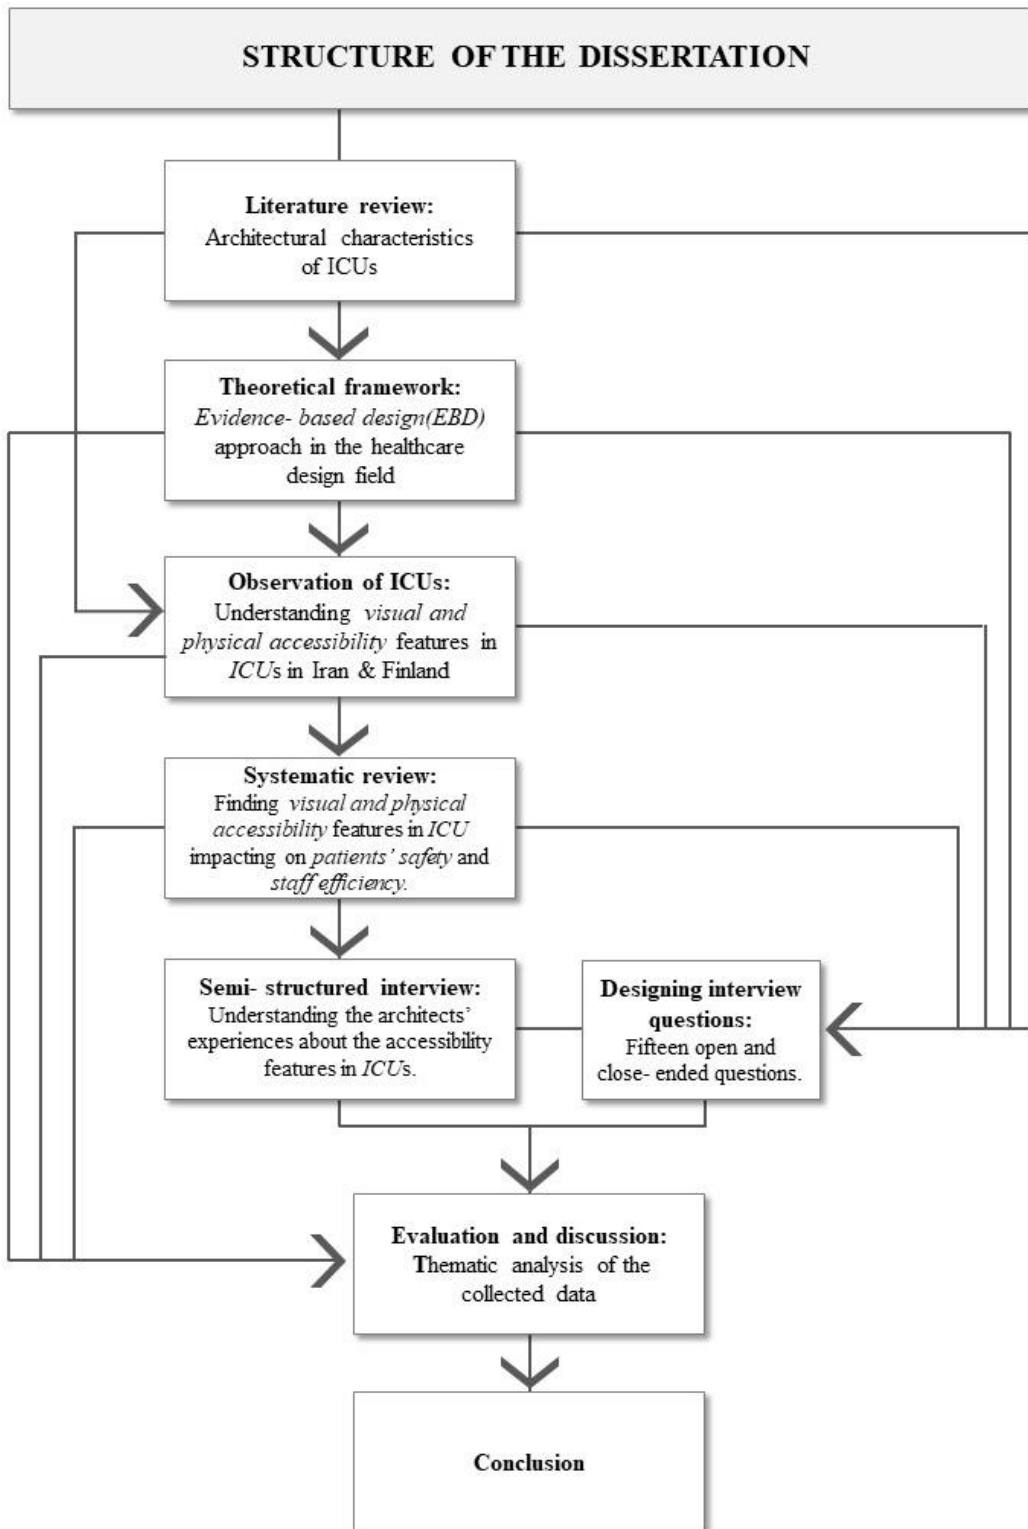 STRUCTURE OF THE DISSERTATION
Literature review:
Architectural characteristics
of ICUs
Theoretical framework:
Evidence- based design(EBD)
approach in the healthcare
design field
Observation of ICUs:
Understanding visual and
physical accessibility features in
ICUs in Iran & Finland
Systematic review:
Finding visual and physical
accessibility features in ICU
impacting on patients’ safety and
staff efficiency.
Semi- structured interview:
Understanding the architects’
experiences about the accessibility
features in ICUs.
Designing interview
questions:
Fifteen open and
close- ended questions.
Evaluation and discussion:
Thematic analysis of the
collected data
Conclusion